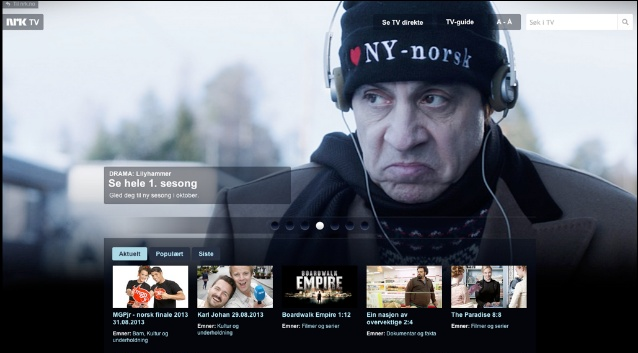 NRK TV
Se TV direkte
TV-guide
A - Å
Søk i TV
♥ NY-norsk
DRAMA: Lilyhammer
Se hele 1. sesong
Gled deg til ny sesong i oktober.
Aktuelt
Populært
Siste
BOARDWALK
EMPIRE
MGPjr - norsk finale 2013
31.08.2013
Emner: Barn, Kultur og
underholdning
Karl Johan 29.08.2013
Emner: Kultur og
underholdning
Boardwalk Empire 1:12
Emner: Filmer og serier
Ein nasjon av
overvektige 2:4
Emner: Dokumentar og fakta
The Paradise 8:8
Emner: Filmer og serier